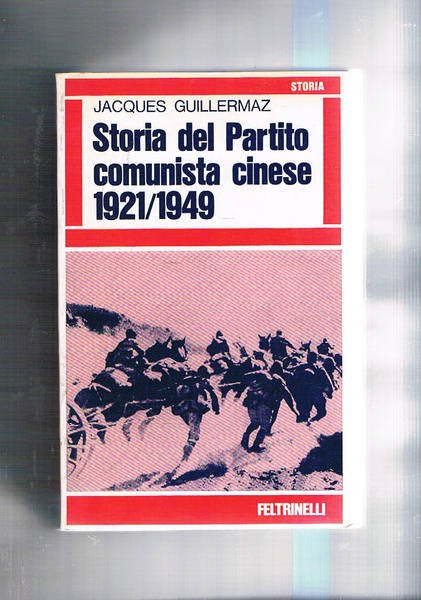 STORIA
JACQUES GUILLERMAZ
Storia del Partito
comunista cinese
1921/1949
FELTRINELLI